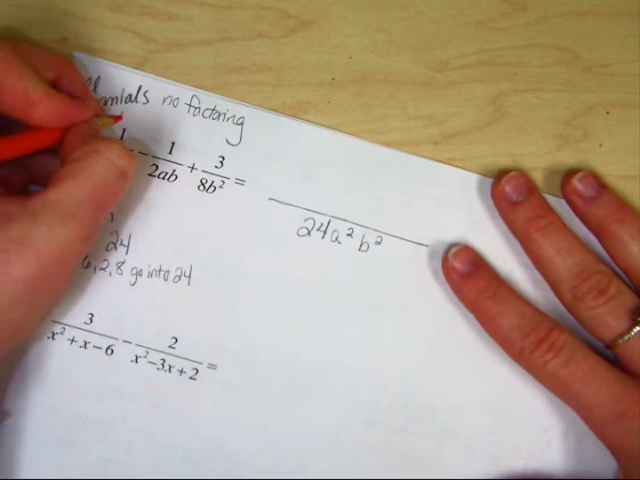 no factoring
1 - 1/2ab + 3/8b² =
24a²b²
24
6, 2, 8 go into 24
3/x²+x-6 - 2/x²-3x+2 =